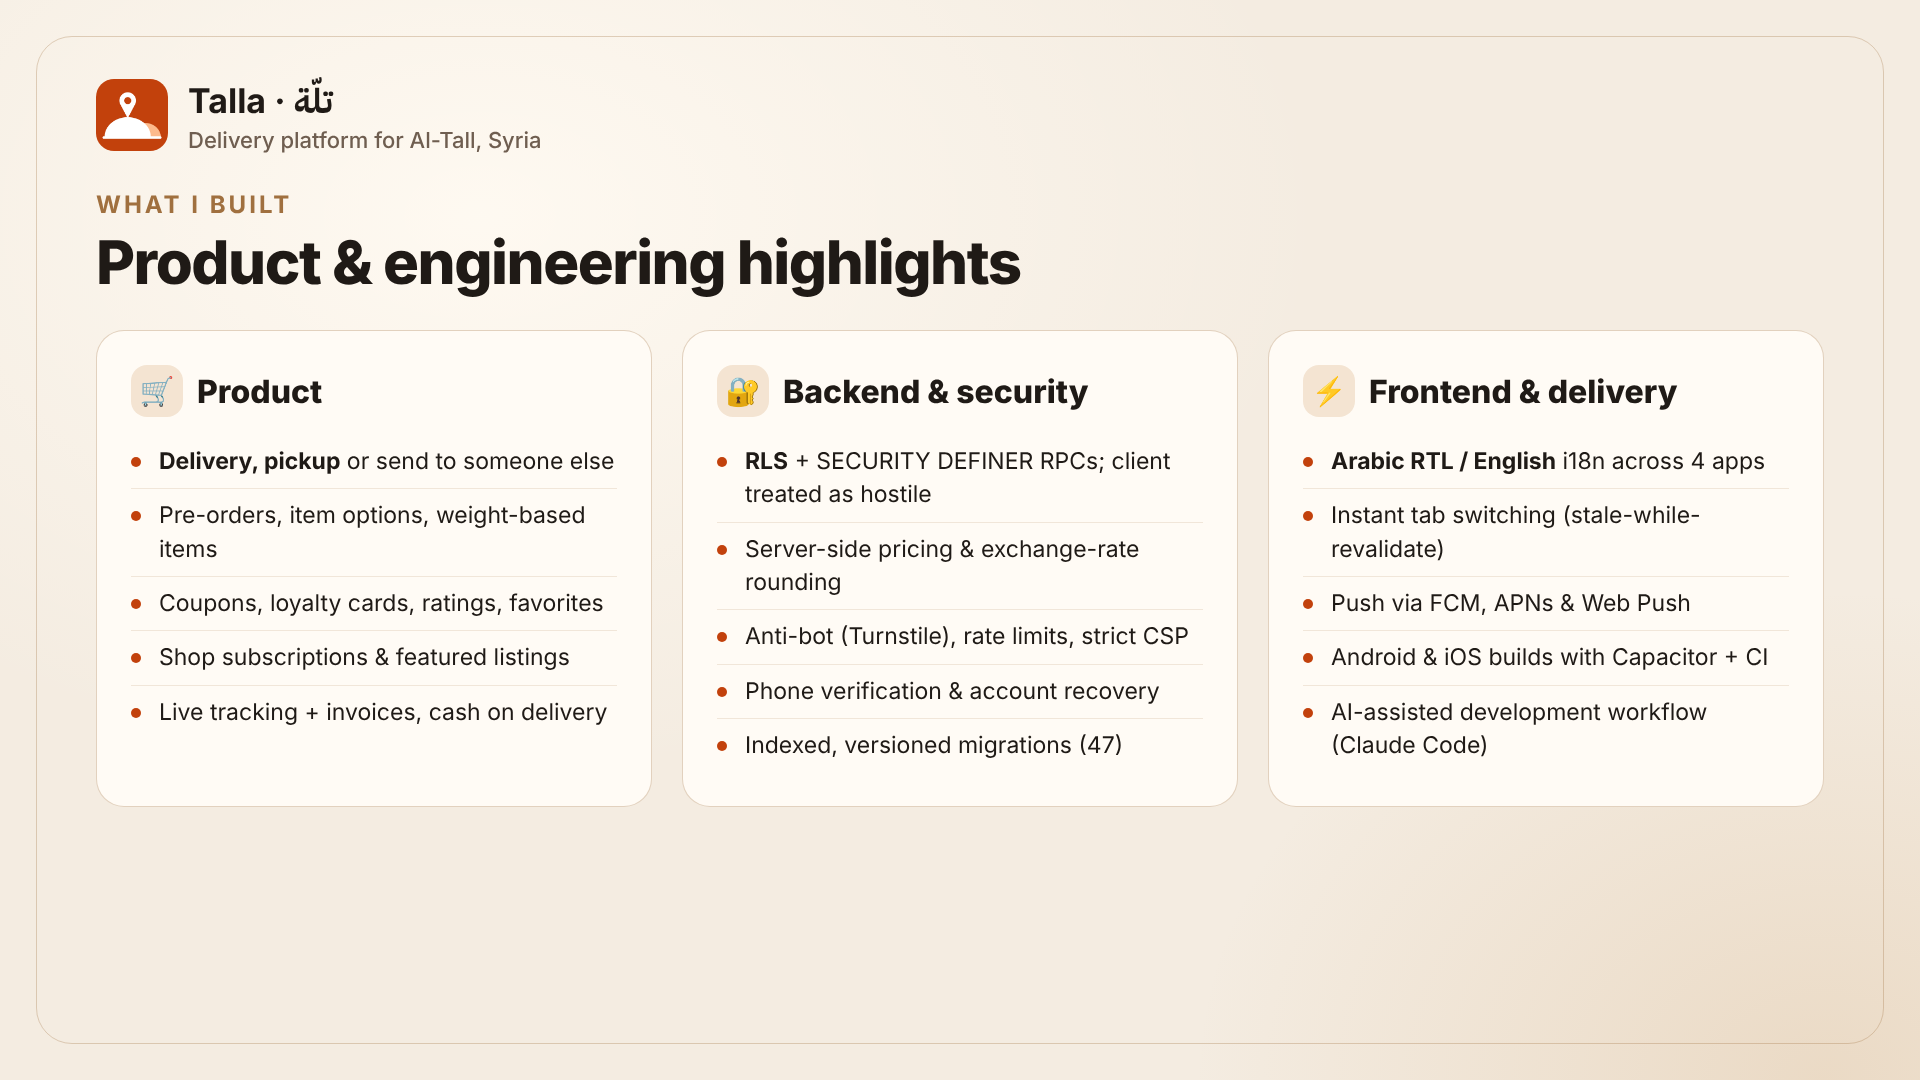 Talla · تلّة
Delivery platform for Al-Tall, Syria
WHAT I BUILT
Product & engineering highlights
Product
Delivery, pickup or send to someone else
Pre-orders, item options, weight-based
items
Coupons, loyalty cards, ratings, favorites
Shop subscriptions & featured listings
Live tracking + invoices, cash on delivery
Backend & security
RLS + SECURITY DEFINER RPCs; client
treated as hostile
Server-side pricing & exchange-rate
rounding
Anti-bot (Turnstile), rate limits, strict CSP
Phone verification & account recovery
Indexed, versioned migrations (47)
Frontend & delivery
Arabic RTL / English i18n across 4 apps
Instant tab switching (stale-while-
revalidate)
Push via FCM, APNs & Web Push
Android & iOS builds with Capacitor + CI
AI-assisted development workflow
(Claude Code)